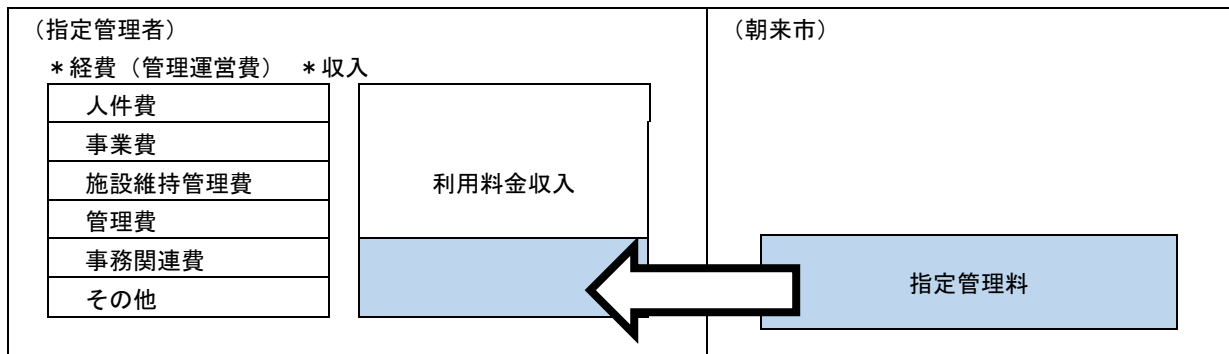 (指定管理者)
*経費(管理運営費) *収入
人件費
事業費
施設維持管理費
管理費
事務関連費
その他
利用料金収入
(朝来市)
指定管理料